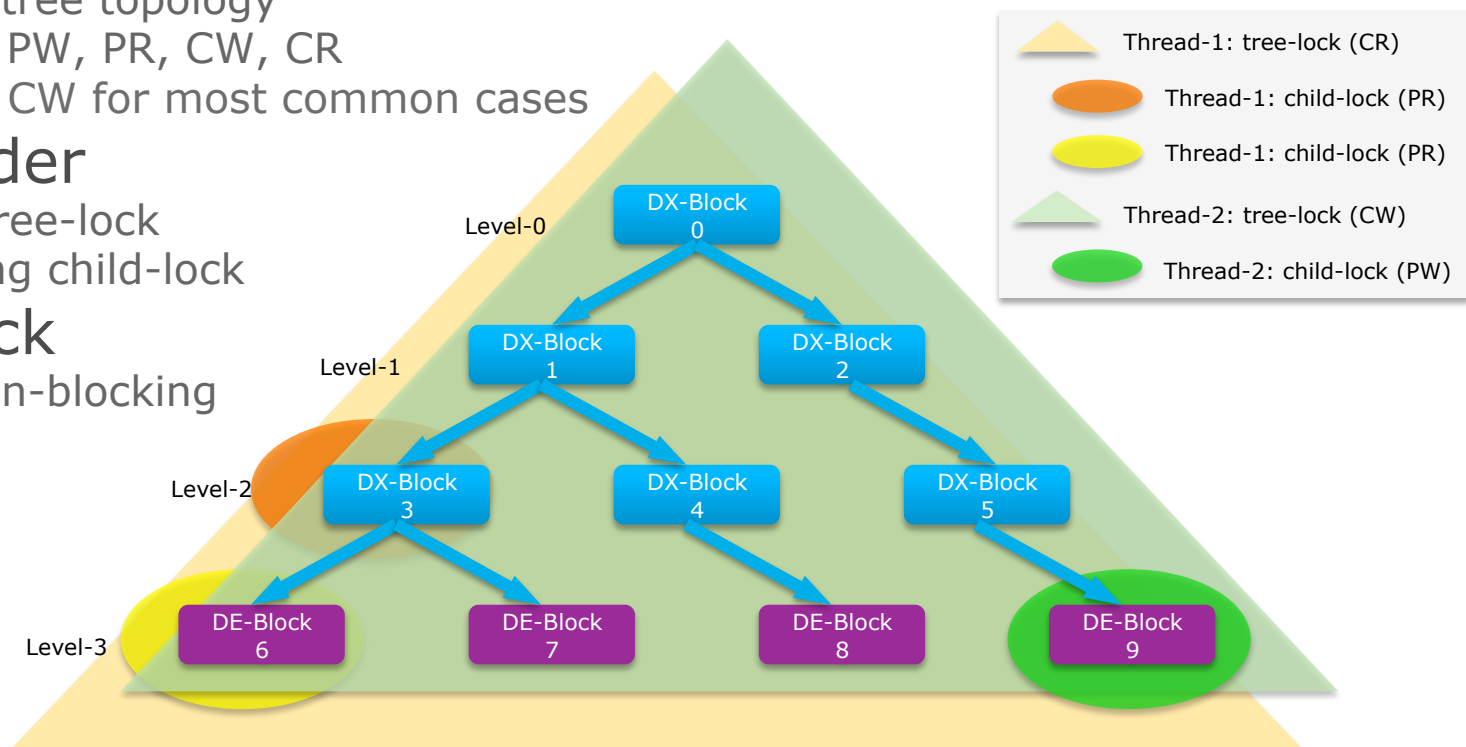 tree topology
PW, PR, CW, CR
CW for most common cases
der
ree-lock
ng child-lock
ck
n-blocking
Thread-1: tree-lock (CR)
Thread-1: child-lock (PR)
Thread-1: child-lock (PR)
Thread-2: tree-lock (CW)
Thread-2: child-lock (PW)
Level-0
DX-Block
0
Level-1
DX-Block
1
DX-Block
2
Level-2
DX-Block
3
DX-Block
4
DX-Block
5
Level-3
DE-Block
6
DE-Block
7
DE-Block
8
DE-Block
9